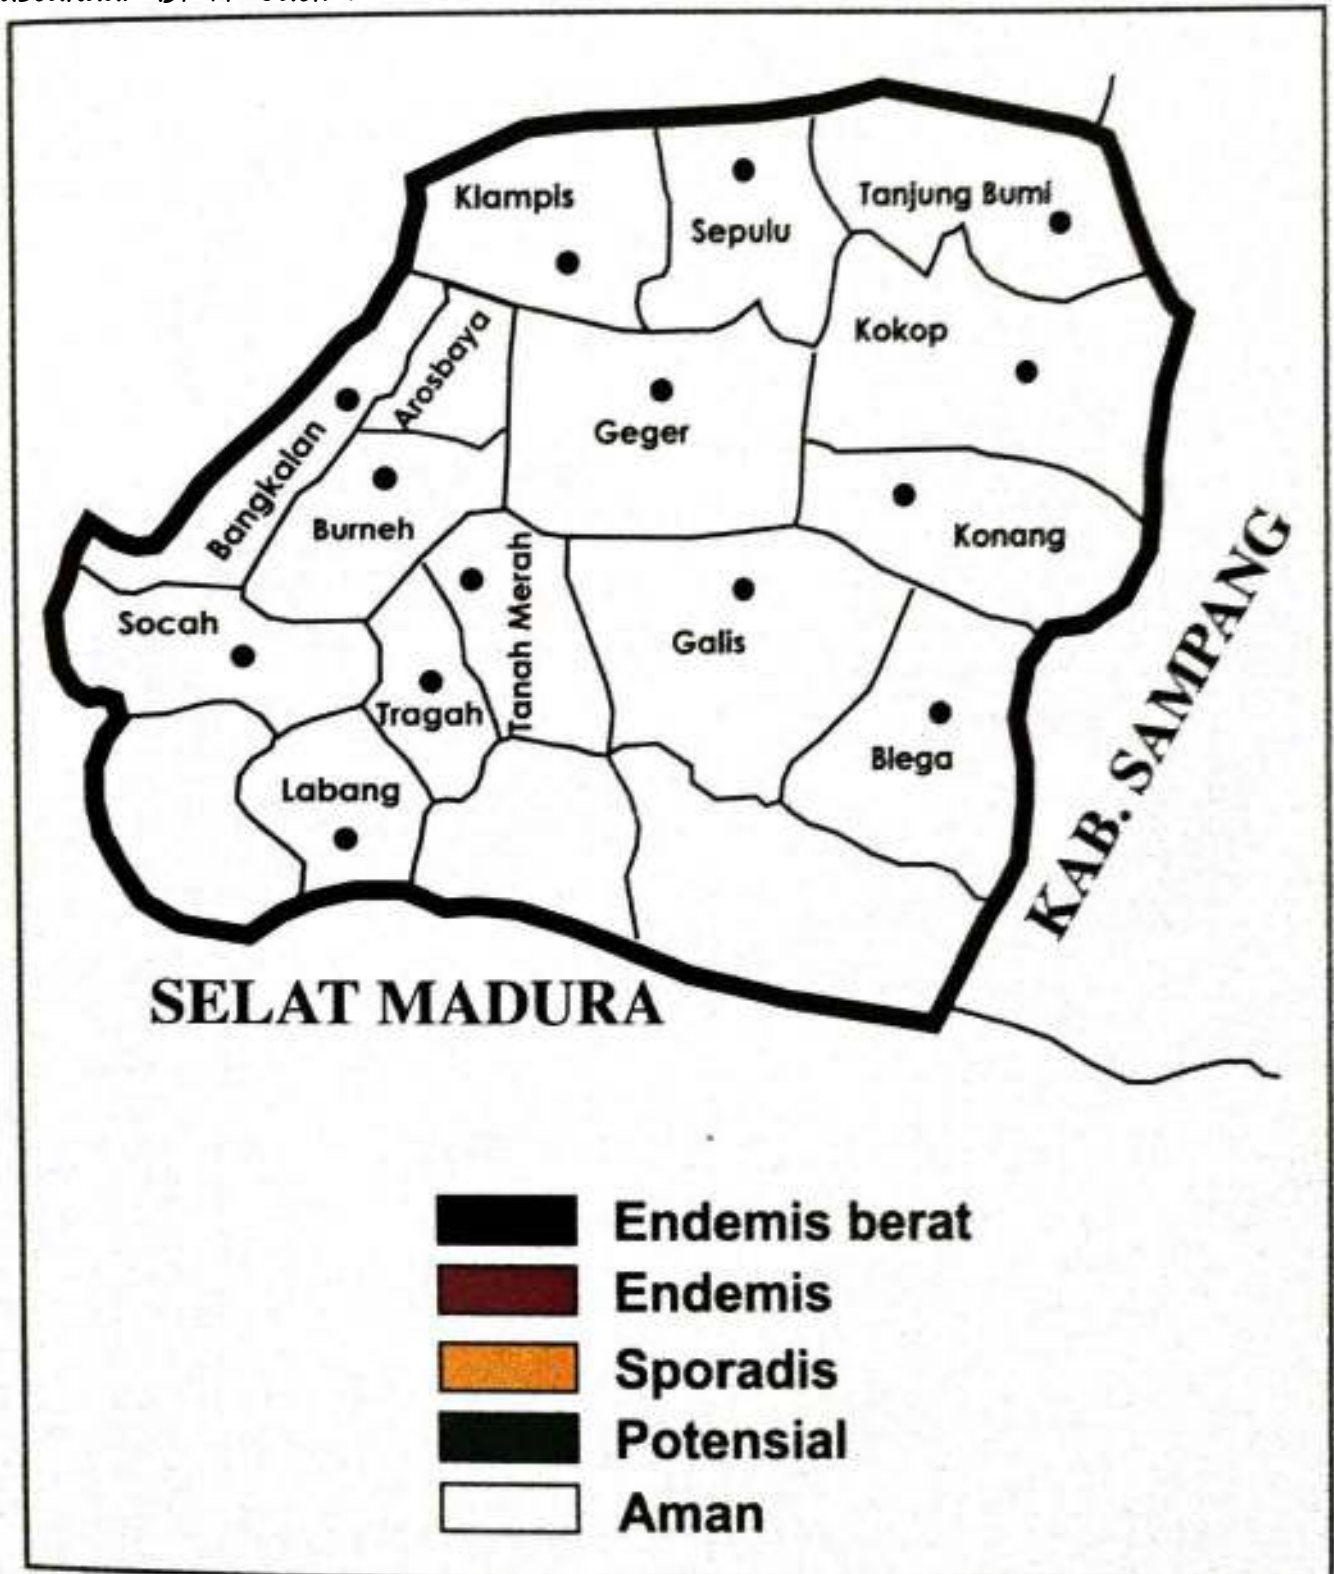 Klampis
Sepulu
Tanjung Bumi
Kokop
Arosbaya
Geger
Bangkalan
Burneh
Konang
Tanah Merah
Socah
Galis
Tragah
Blega
Labang
KAB. SAMPANG
SELAT MADURA
Endemis berat
Endemis
Sporadis
Potensial
Aman